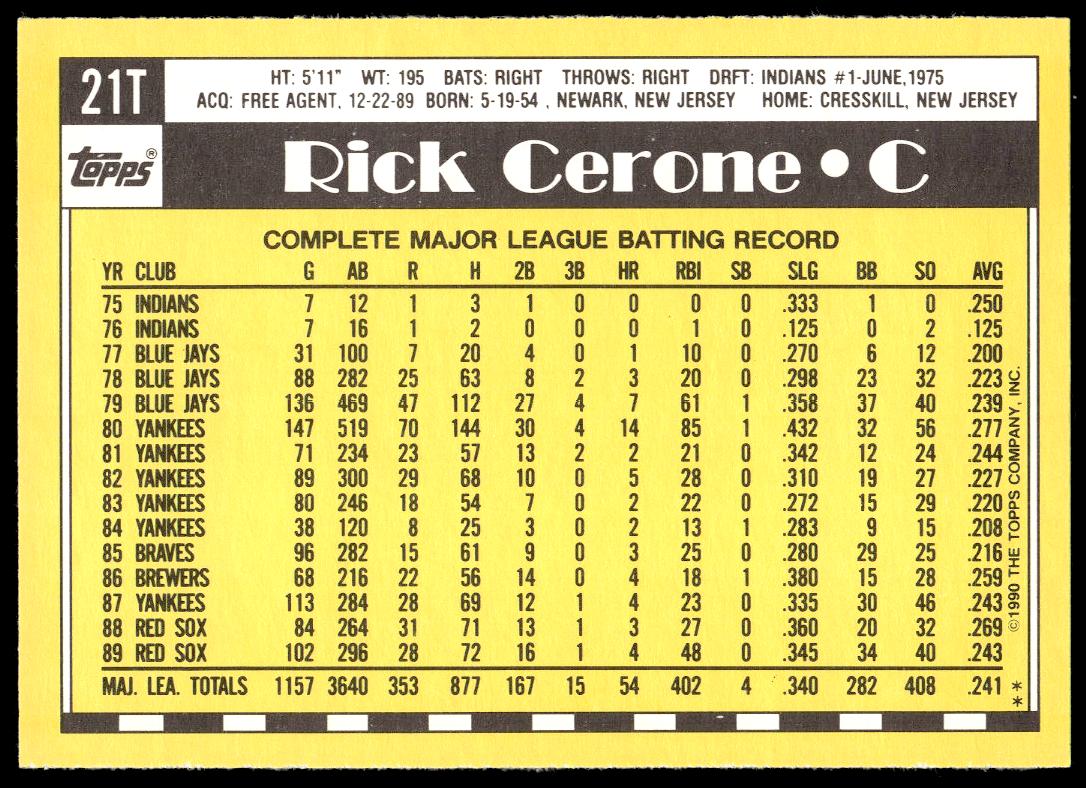 21T
HT: 5'11" WT: 195 BATS: RIGHT THROWS: RIGHT DRFT: INDIANS #1-JUNE,1975
ACQ: FREE AGENT, 12-22-89 BORN: 5-19-54 , NEWARK, NEW JERSEY HOME: CRESSKILL, NEW JERSEY
TOPPS®
Rick Cerone • C
COMPLETE MAJOR LEAGUE BATTING RECORD
YR CLUB G AB R H 2B 3B HR RBI SB SLG BB SO AVG
75 INDIANS 7 12 1 3 1 0 0 0 0 .333 1 0 .250
76 INDIANS 7 16 1 2 0 0 0 1 0 .125 0 2 .125
77 BLUE JAYS 31 100 7 20 4 0 1 10 0 .270 6 12 .200
78 BLUE JAYS 88 282 25 63 8 2 3 20 0 .298 23 32 .223
79 BLUE JAYS 136 469 47 112 27 4 7 61 1 .358 37 40 .239
80 YANKEES 147 519 70 144 30 4 14 85 1 .432 32 56 .277
81 YANKEES 71 234 23 57 13 2 2 21 0 .342 12 24 .244
82 YANKEES 89 300 29 68 10 0 5 28 0 .310 19 27 .227
83 YANKEES 80 246 18 54 7 0 2 22 0 .272 15 29 .220
84 YANKEES 38 120 8 25 3 0 2 13 1 .283 9 15 .208
85 BRAVES 96 282 15 61 9 0 3 25 0 .280 29 25 .216
86 BREWERS 68 216 22 56 14 0 4 18 1 .380 15 28 .259
87 YANKEES 113 284 28 69 12 1 4 23 0 .335 30 46 .243
88 RED SOX 84 264 31 71 13 1 3 27 0 .360 20 32 .269
89 RED SOX 102 296 28 72 16 1 4 48 0 .345 34 40 .243
MAJ. LEA. TOTALS 1157 3640 353 877 167 15 54 402 4 .340 282 408 .241
©1990 THE TOPPS COMPANY, INC.
**